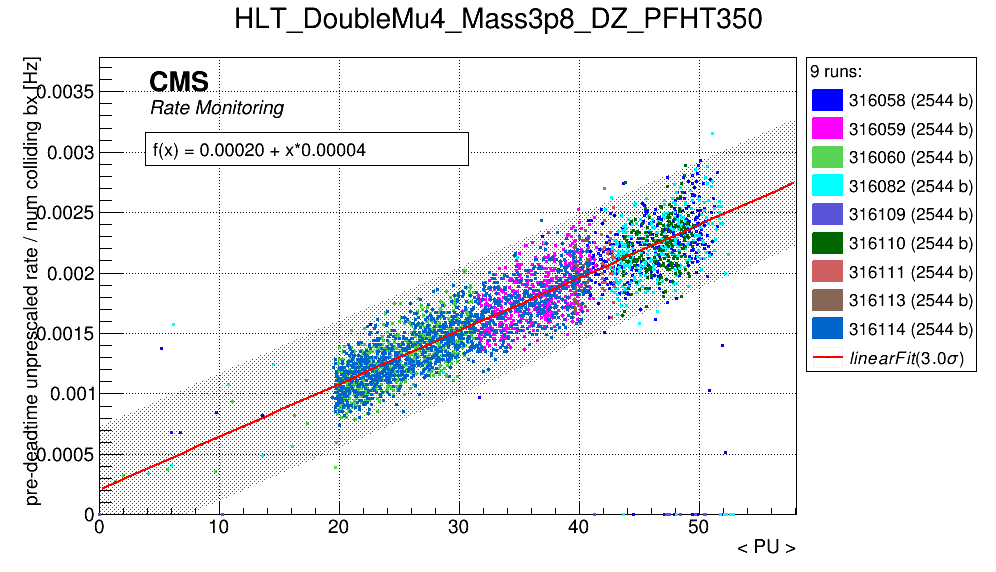 HLT_DoubleMu4_Mass3p8_DZ_PFHT350
pre-deadtime unprescaled rate / num colliding bx [Hz]
CMS
Rate Monitoring
f(x) = 0.00020 + x*0.00004
0.0035
0.003
0.0025
0.002
0.0015
0.001
0.0005
0
0 10 20 30 40 50
< PU >
9 runs:
316058 (2544 b)
316059 (2544 b)
316060 (2544 b)
316082 (2544 b)
316109 (2544 b)
316110 (2544 b)
316111 (2544 b)
316113 (2544 b)
316114 (2544 b)
linearFit(3.0σ)